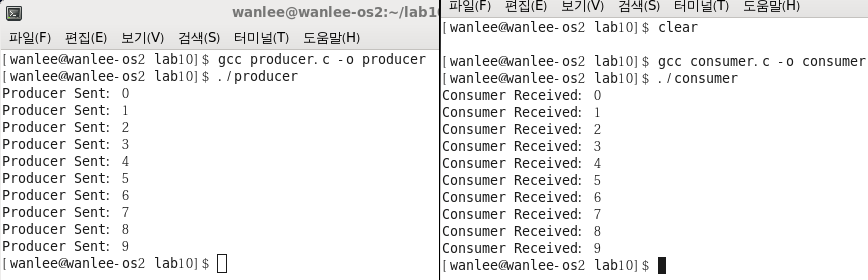 wanlee@wanlee-os2:~/lab10
파일(F) 편집(E) 보기(V) 검색(S) 터미널(T) 도움말(H)
[wanlee@wanlee-os2 lab10]$ gcc producer.c -o producer
[wanlee@wanlee-os2 lab10]$ ./producer
Producer Sent: 0
Producer Sent: 1
Producer Sent: 2
Producer Sent: 3
Producer Sent: 4
Producer Sent: 5
Producer Sent: 6
Producer Sent: 7
Producer Sent: 8
Producer Sent: 9
[wanlee@wanlee-os2 lab10]$
파일(F) 편집(E) 보기(V) 검색(S) 터미널(T) 도움말(H)
[wanlee@wanlee-os2 lab10]$ clear
[wanlee@wanlee-os2 lab10]$ gcc consumer.c -o consumer
[wanlee@wanlee-os2 lab10]$ ./consumer
Consumer Received: 0
Consumer Received: 1
Consumer Received: 2
Consumer Received: 3
Consumer Received: 4
Consumer Received: 5
Consumer Received: 6
Consumer Received: 7
Consumer Received: 8
Consumer Received: 9
[wanlee@wanlee-os2 lab10]$